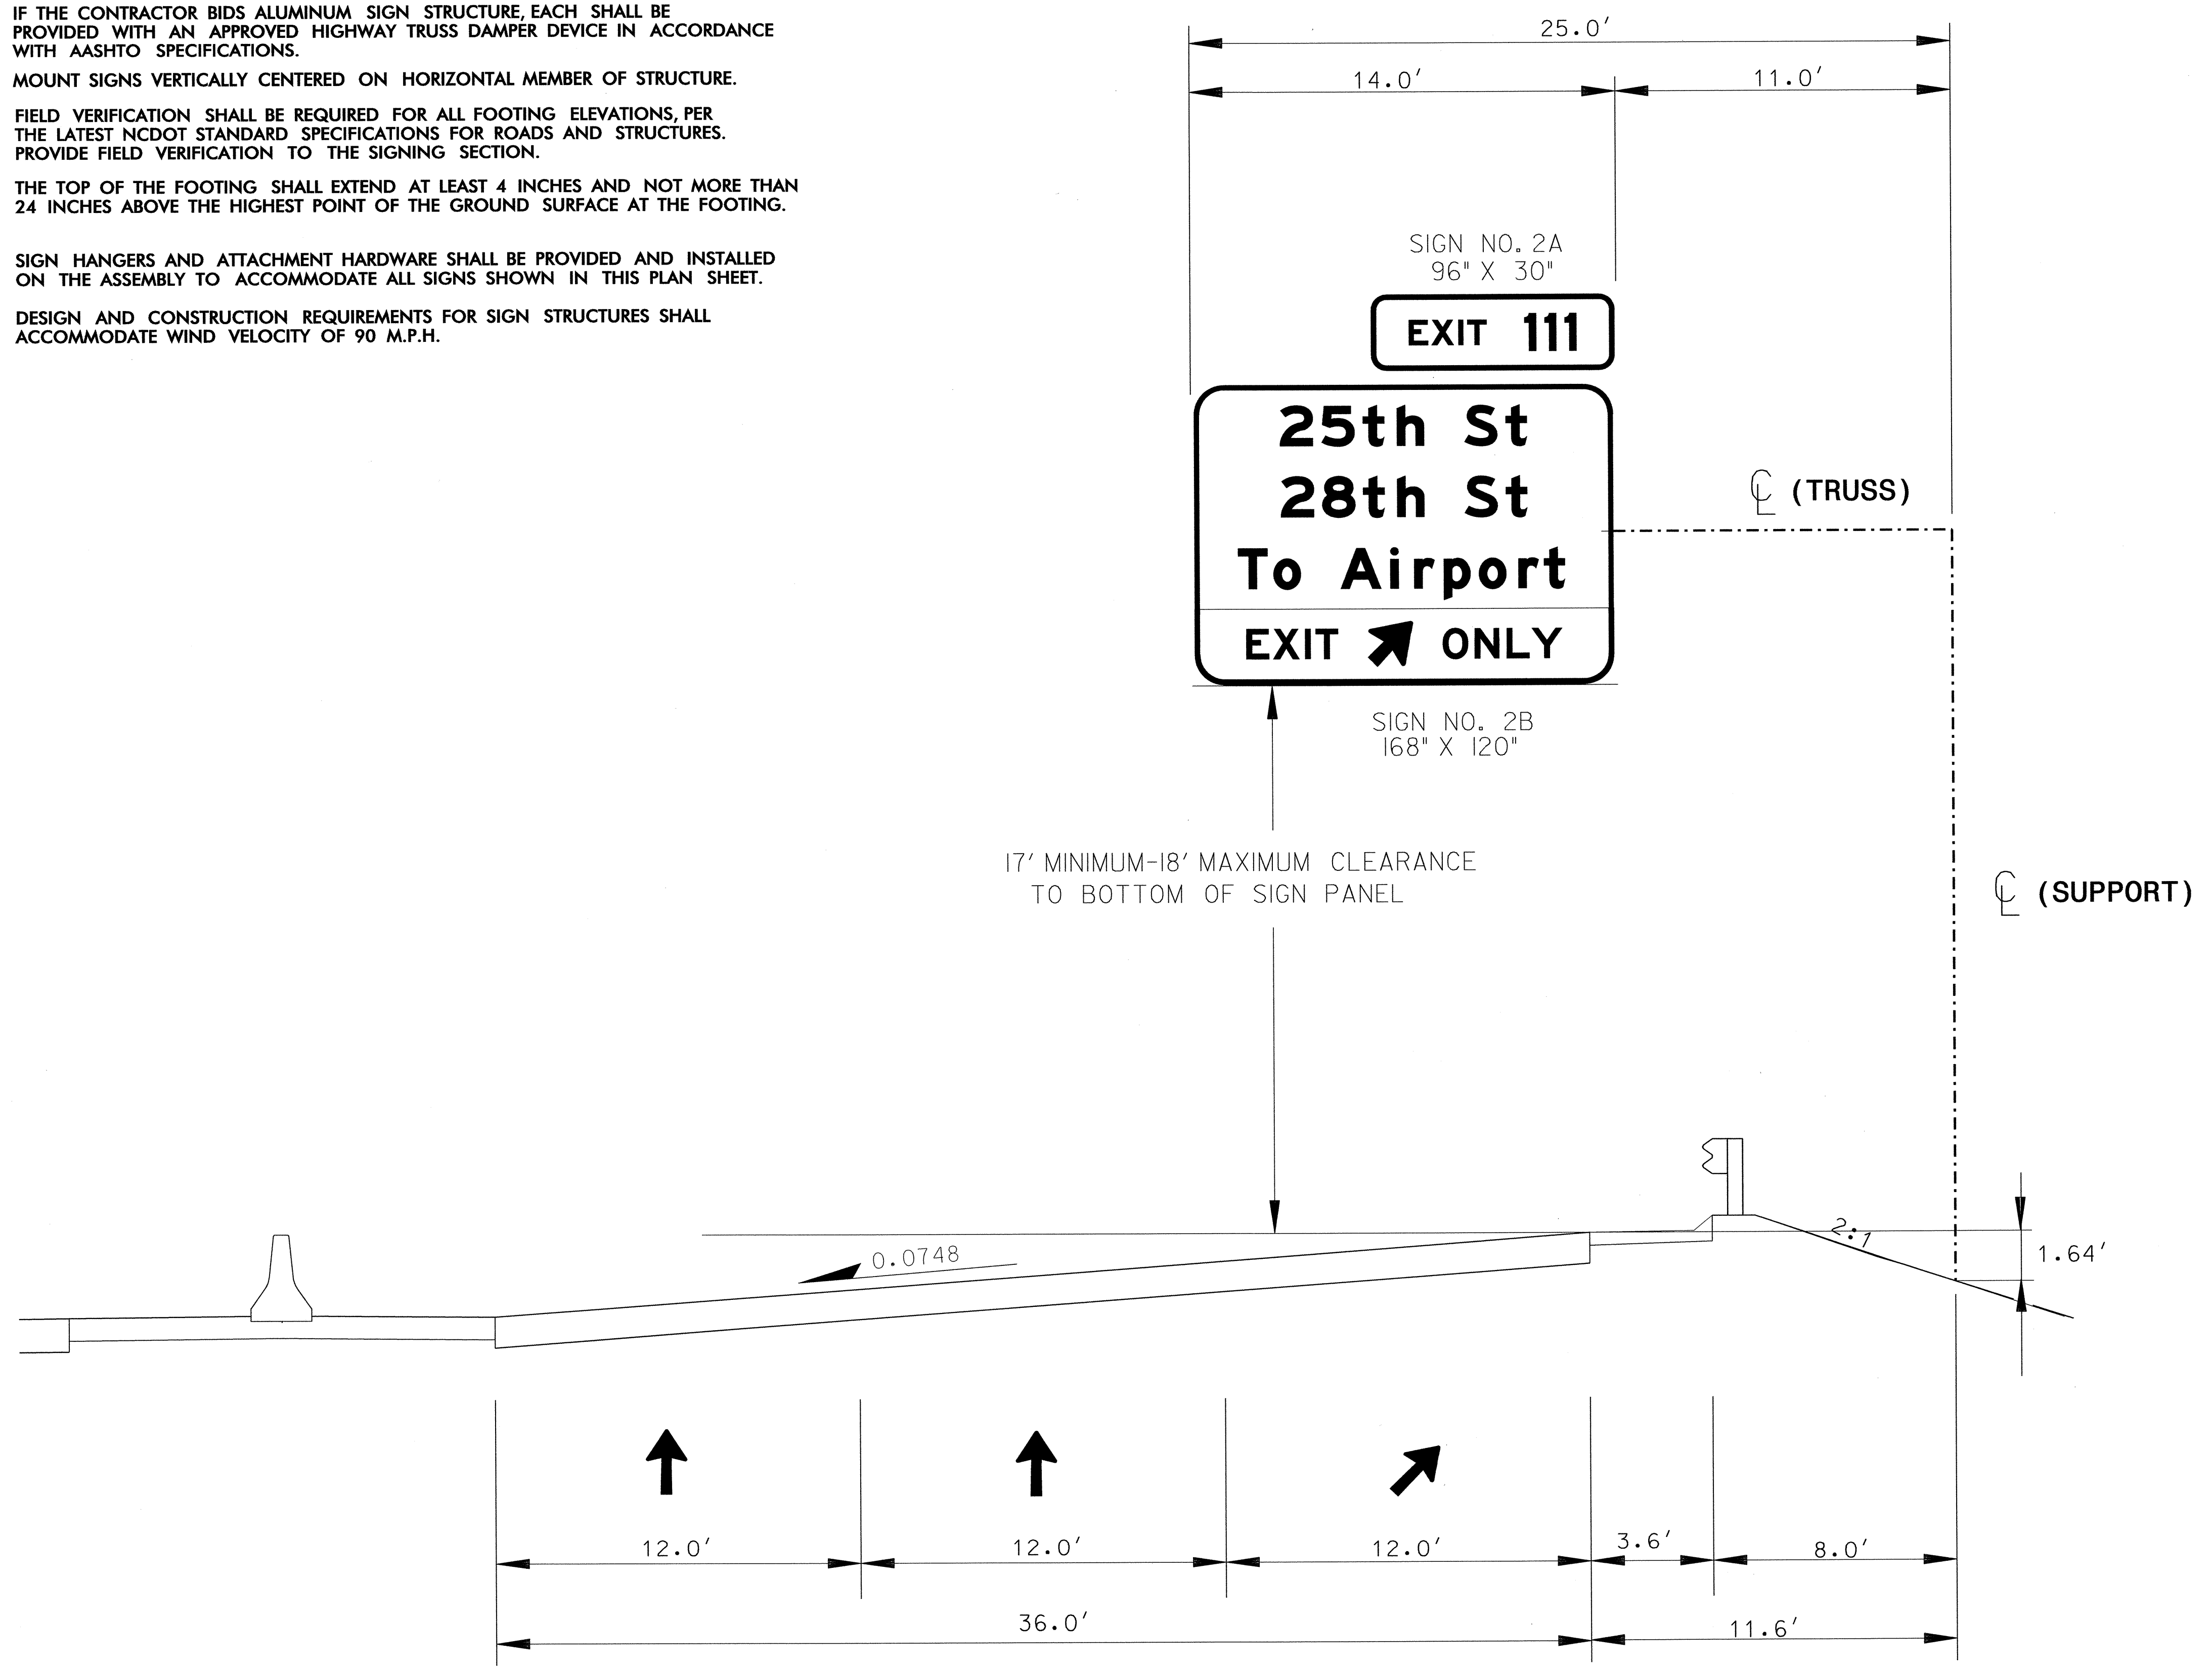 IF THE CONTRACTOR BIDS ALUMINUM SIGN STRUCTURE, EACH SHALL BE
PROVIDED WITH AN APPROVED HIGHWAY TRUSS DAMPER DEVICE IN ACCORDANCE
WITH AASHTO SPECIFICATIONS.
MOUNT SIGNS VERTICALLY CENTERED ON HORIZONTAL MEMBER OF STRUCTURE.
FIELD VERIFICATION SHALL BE REQUIRED FOR ALL FOOTING ELEVATIONS, PER
THE LATEST NCDOT STANDARD SPECIFICATIONS FOR ROADS AND STRUCTURES.
PROVIDE FIELD VERIFICATION TO THE SIGNING SECTION.
THE TOP OF THE FOOTING SHALL EXTEND AT LEAST 4 INCHES AND NOT MORE THAN
24 INCHES ABOVE THE HIGHEST POINT OF THE GROUND SURFACE AT THE FOOTING.
SIGN HANGERS AND ATTACHMENT HARDWARE SHALL BE PROVIDED AND INSTALLED
ON THE ASSEMBLY TO ACCOMMODATE ALL SIGNS SHOWN IN THIS PLAN SHEET.
DESIGN AND CONSTRUCTION REQUIREMENTS FOR SIGN STRUCTURES SHALL
ACCOMMODATE WIND VELOCITY OF 90 M.P.H.
25.0′
14.0′ 11.0′
SIGN NO. 2A
96" X 30"
EXIT 111
25th St
28th St
To Airport
EXIT ONLY
℄ (TRUSS)
SIGN NO. 2B
168" X 120"
17′ MINIMUM-18′ MAXIMUM CLEARANCE
TO BOTTOM OF SIGN PANEL
℄ (SUPPORT)
0.0748
2:1
1.64′
12.0′ 12.0′ 12.0′ 3.6′ 8.0′
36.0′ 11.6′